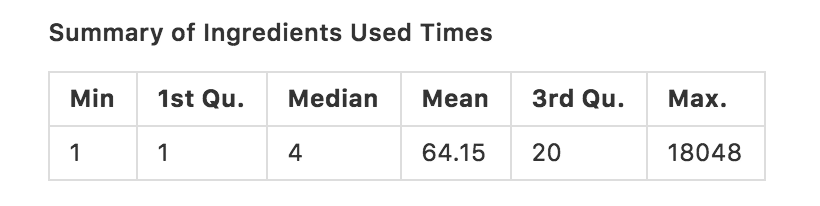 Summary of Ingredients Used Times
Min 1st Qu. Median Mean 3rd Qu. Max.
1 1 4 64.15 20 18048